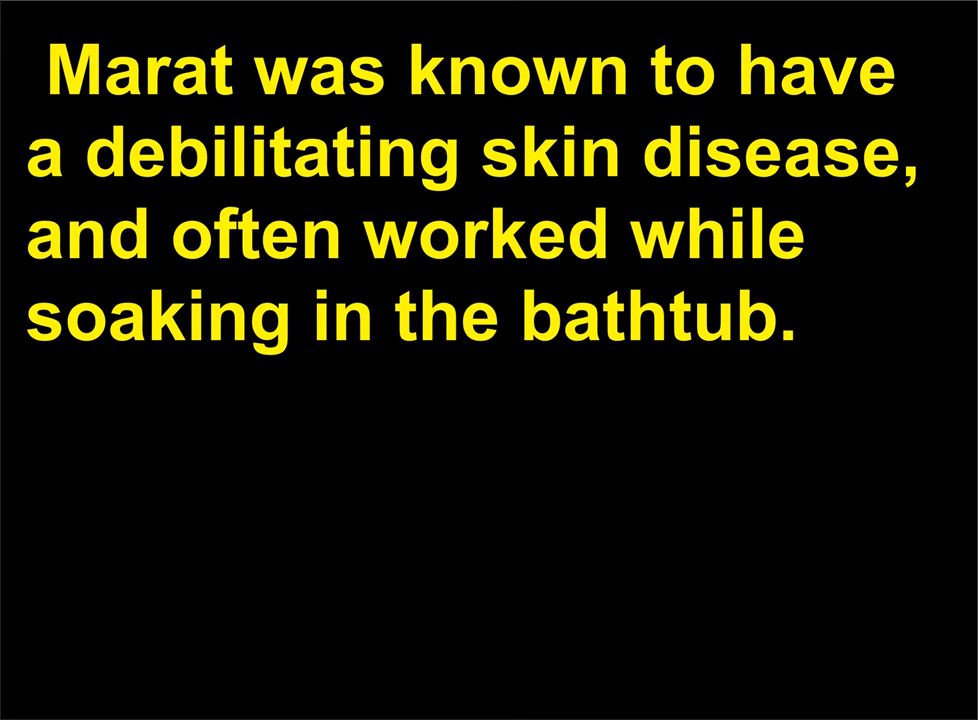 Marat was known to have
a debilitating skin disease,
and often worked while
soaking in the bathtub.